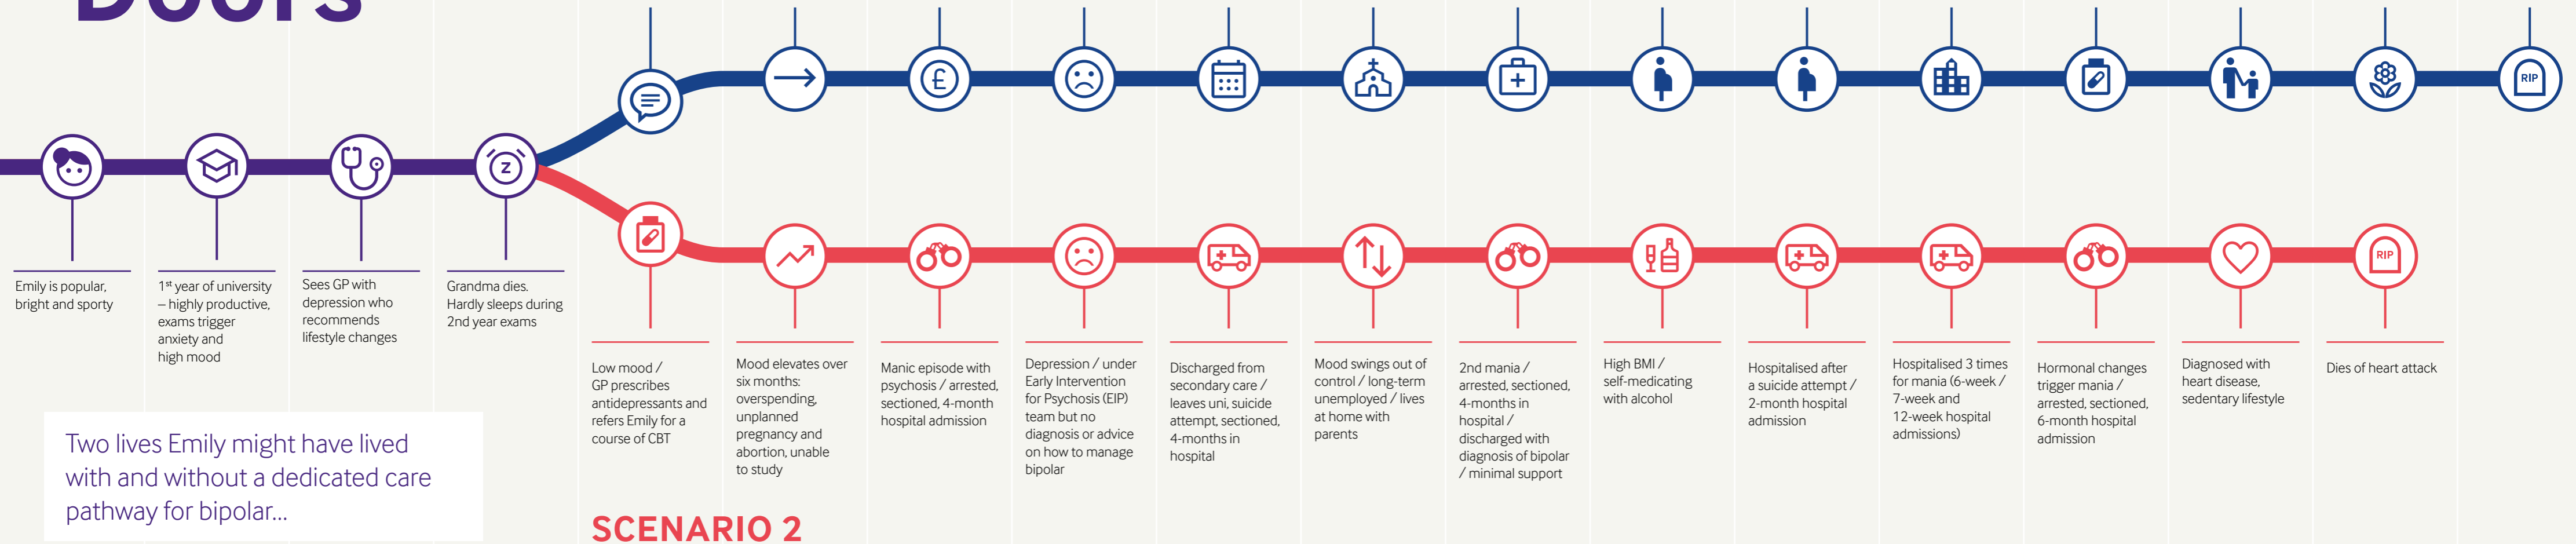 Doors
£
RIP
z
RIP
Emily is popular,
bright and sporty
1st year of university
– highly productive,
exams trigger
anxiety and
high mood
Sees GP with
depression who
recommends
lifestyle changes
Grandma dies.
Hardly sleeps during
2nd year exams
Low mood /
GP prescribes
antidepressants and
refers Emily for a
course of CBT
Mood elevates over
six months:
overspending,
unplanned
pregnancy and
abortion, unable
to study
Manic episode with
psychosis / arrested,
sectioned, 4-month
hospital admission
Depression / under
Early Intervention
for Psychosis (EIP)
team but no
diagnosis or advice
on how to manage
bipolar
Discharged from
secondary care /
leaves uni, suicide
attempt, sectioned,
4-months in
hospital
Mood swings out of
control / long-term
unemployed / lives
at home with
parents
2nd mania /
arrested, sectioned,
4-months in
hospital /
discharged with
diagnosis of bipolar
/ minimal support
High BMI /
self-medicating
with alcohol
Hospitalised after
a suicide attempt /
2-month hospital
admission
Hospitalised 3 times
for mania (6-week /
7-week and
12-week hospital
admissions)
Hormonal changes
trigger mania /
arrested, sectioned,
6-month hospital
admission
Diagnosed with
heart disease,
sedentary lifestyle
Dies of heart attack
Two lives Emily might have lived
with and without a dedicated care
pathway for bipolar...
SCENARIO 2